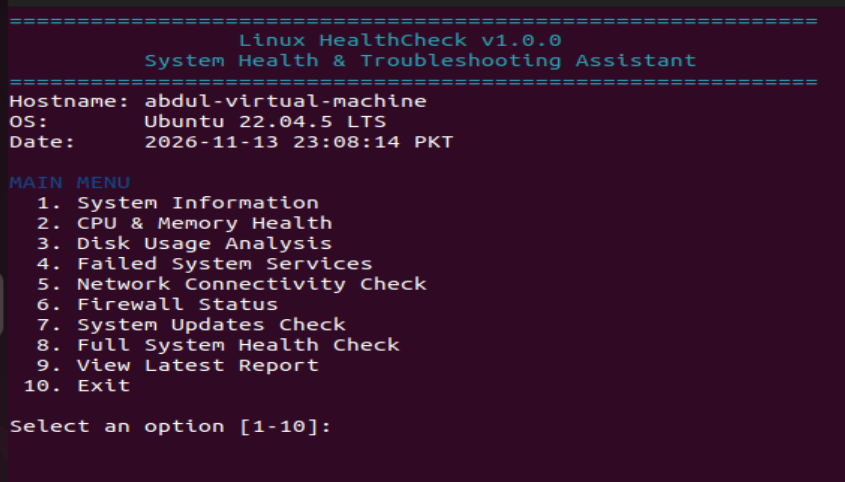 ============================================================
Linux HealthCheck v1.0.0
System Health & Troubleshooting Assistant
============================================================
Hostname: abdul-virtual-machine
OS:       Ubuntu 22.04.5 LTS
Date:     2026-11-13 23:08:14 PKT
MAIN MENU
1. System Information
2. CPU & Memory Health
3. Disk Usage Analysis
4. Failed System Services
5. Network Connectivity Check
6. Firewall Status
7. System Updates Check
8. Full System Health Check
9. View Latest Report
10. Exit
Select an option [1-10]: